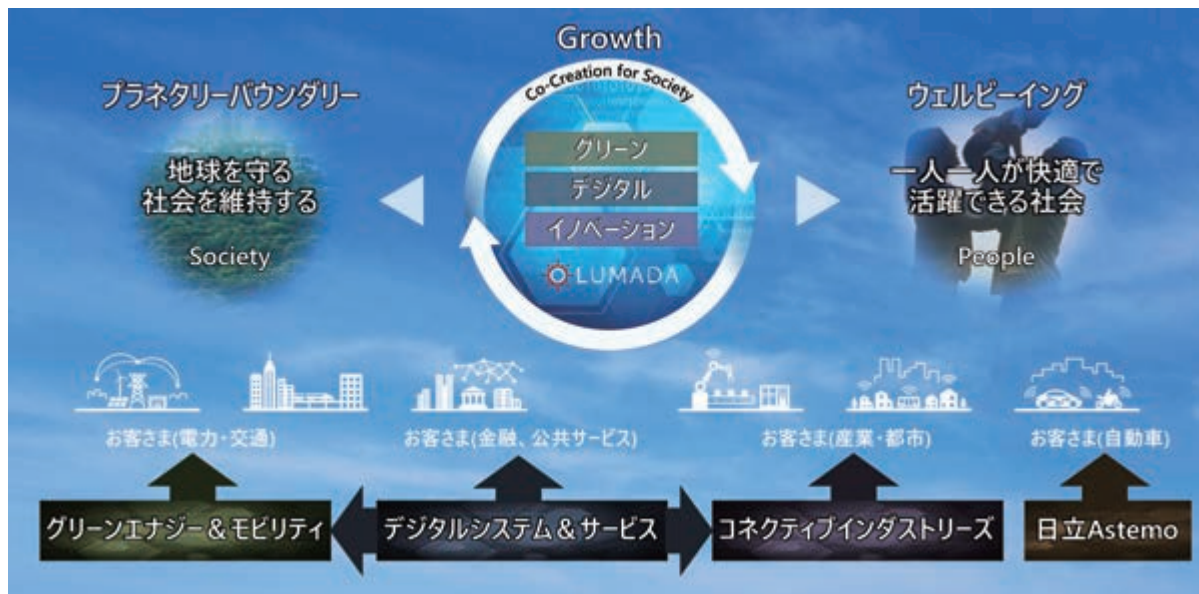 Growth
Co-Creation for Society
プラネタリーバウンダリー
地球を守る
社会を維持する
Society
グリーン
デジタル
イノベーション
LUMADA
ウェルビーイング
一人一人が快適で
活躍できる社会
People
お客さま(電力・交通)
お客さま(金融、公共サービス)
お客さま(産業・都市)
お客さま(自動車)
グリーンエナジー＆モビリティ
デジタルシステム＆サービス
コネクティブインダストリーズ
日立Astemo